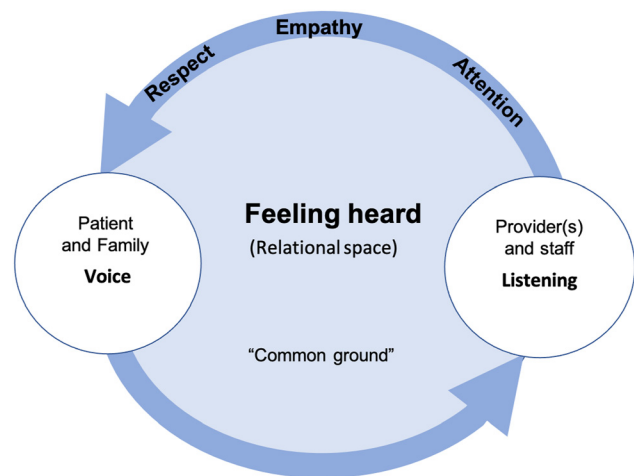 Empathy
Respect
Attention
Feeling heard
(Relational space)
Patient
and Family
Voice
Provider(s)
and staff
Listening
“Common ground”